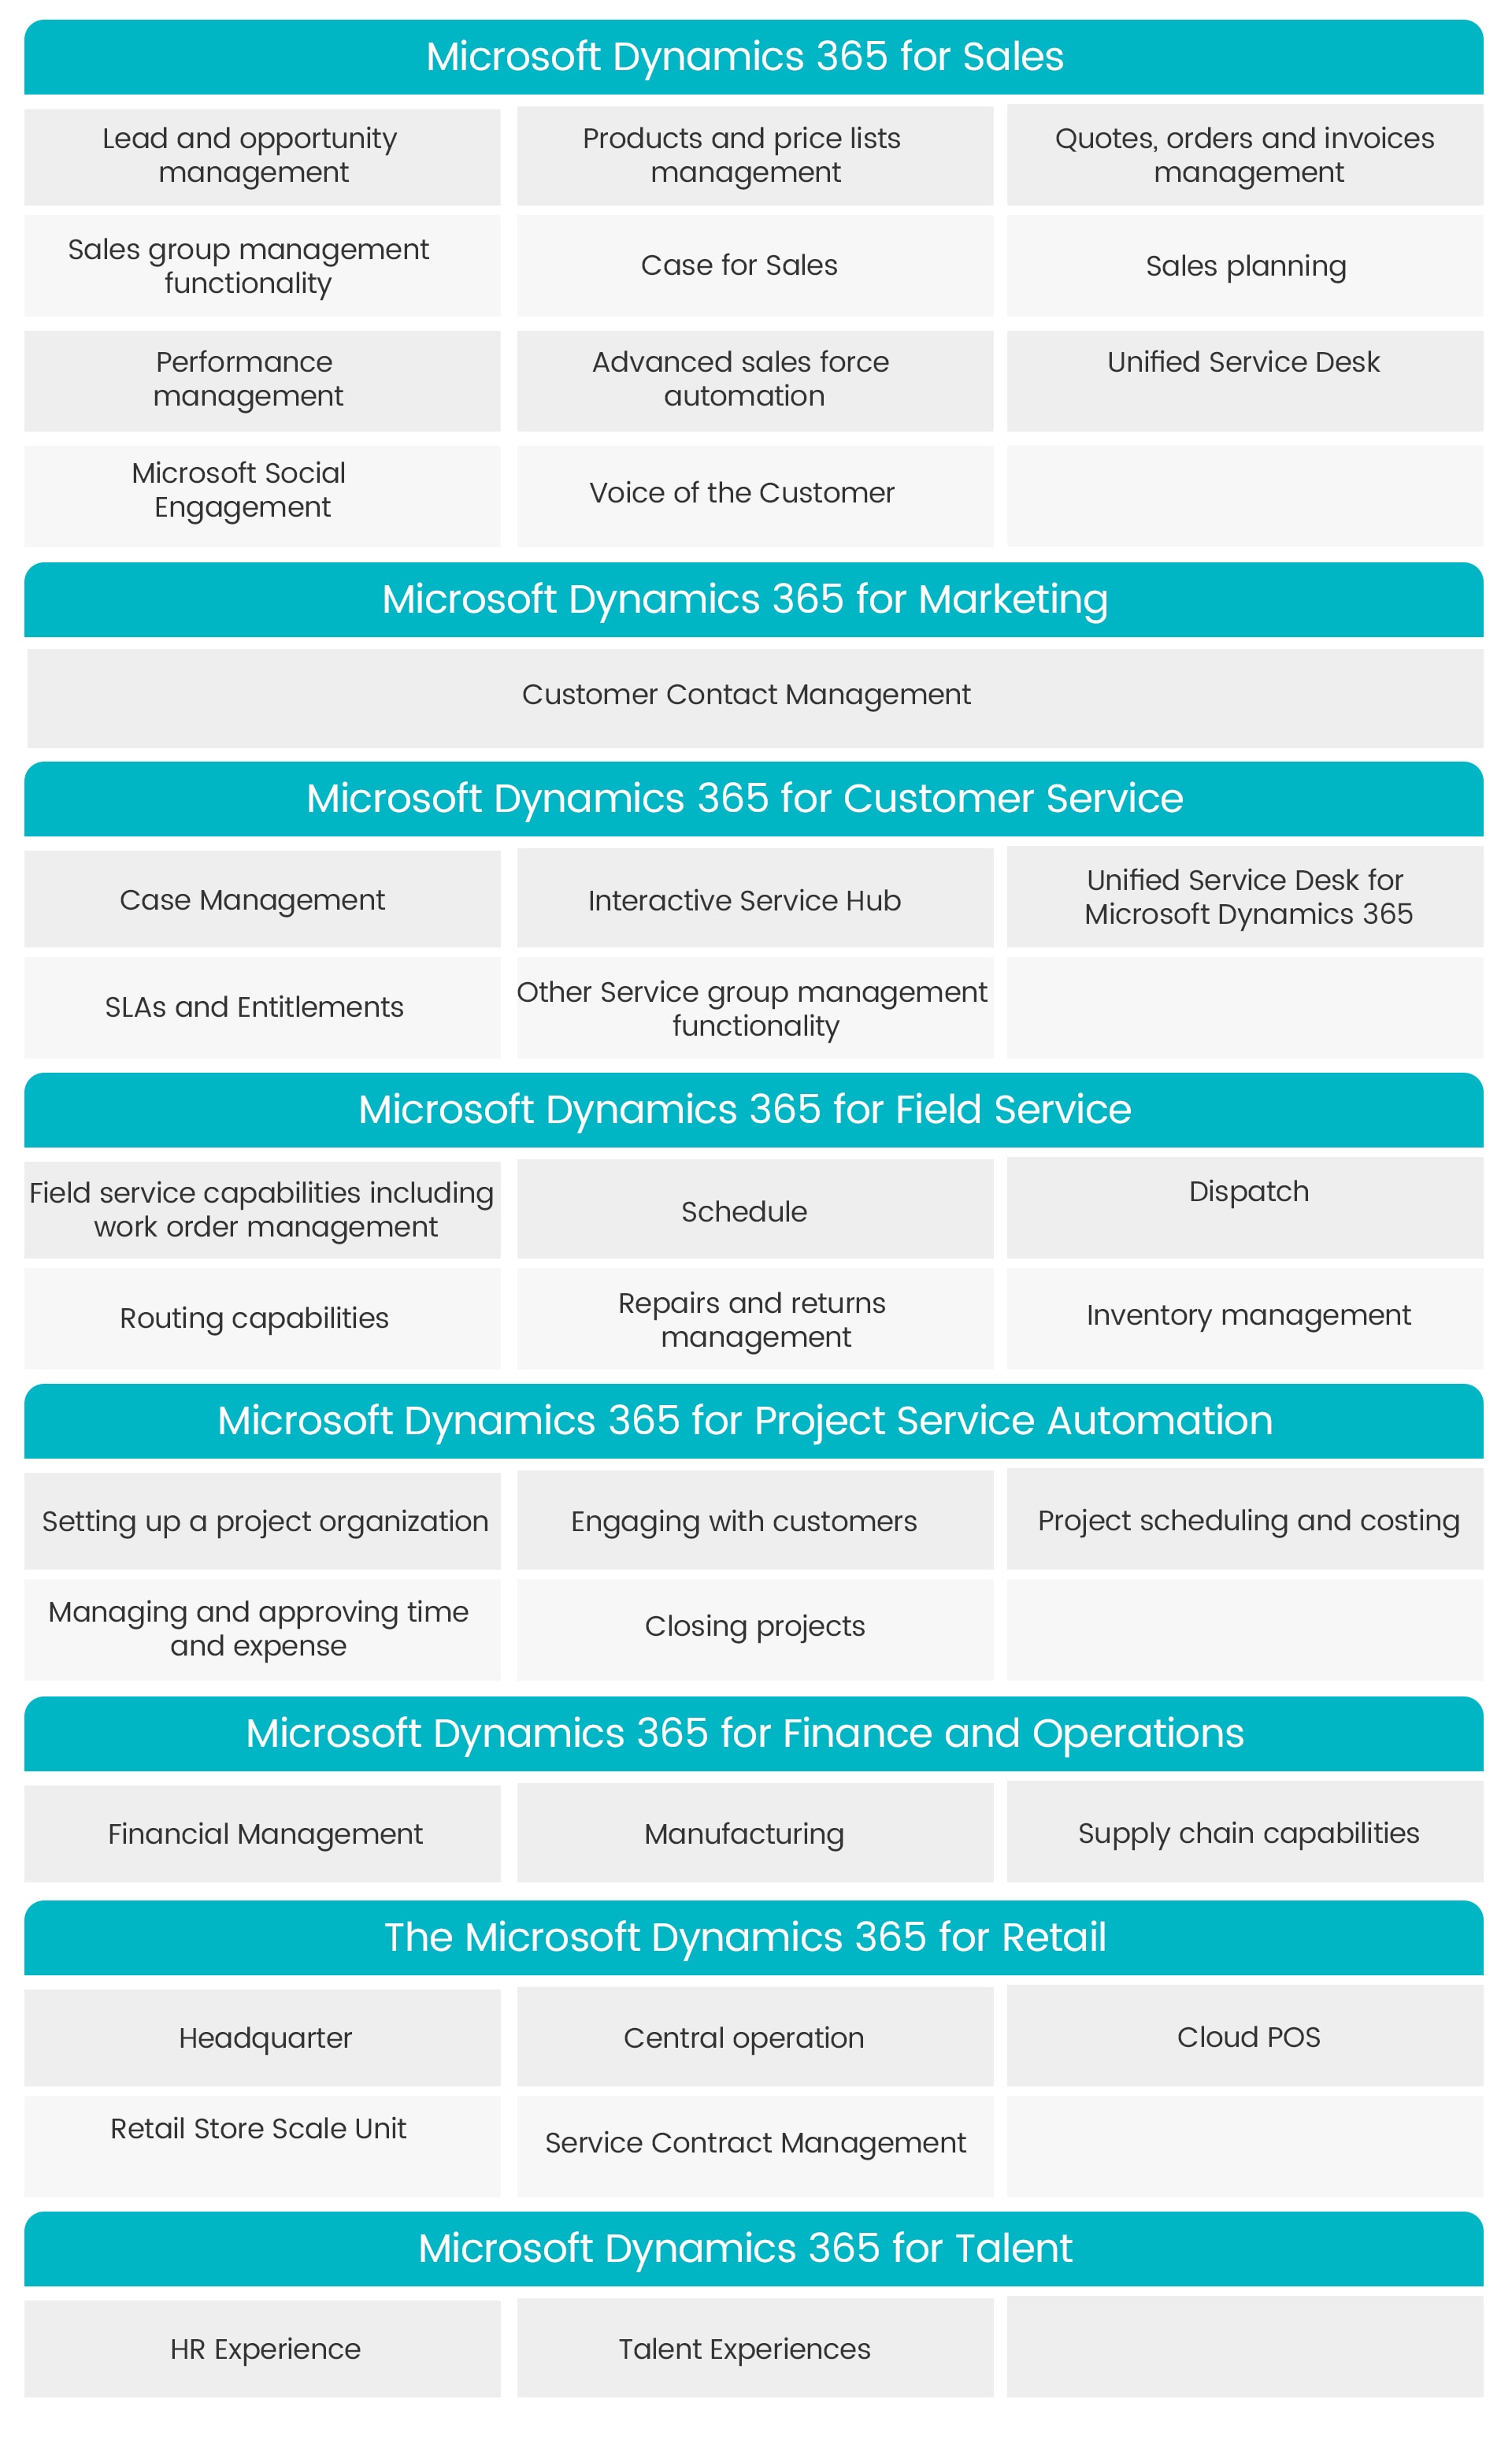 Microsoft Dynamics 365 for Sales
Lead and opportunity
management
Products and price lists
management
Quotes, orders and invoices
management
Sales group management
functionality
Case for Sales
Sales planning
Performance
management
Advanced sales force
automation
Unified Service Desk
Microsoft Social
Engagement
Voice of the Customer
Microsoft Dynamics 365 for Marketing
Customer Contact Management
Microsoft Dynamics 365 for Customer Service
Case Management
Interactive Service Hub
Unified Service Desk for
Microsoft Dynamics 365
SLAs and Entitlements
Other Service group management
functionality
Microsoft Dynamics 365 for Field Service
Field service capabilities including
work order management
Schedule
Dispatch
Routing capabilities
Repairs and returns
management
Inventory management
Microsoft Dynamics 365 for Project Service Automation
Setting up a project organization
Engaging with customers
Project scheduling and costing
Managing and approving time
and expense
Closing projects
Microsoft Dynamics 365 for Finance and Operations
Financial Management
Manufacturing
Supply chain capabilities
The Microsoft Dynamics 365 for Retail
Headquarter
Central operation
Cloud POS
Retail Store Scale Unit
Service Contract Management
Microsoft Dynamics 365 for Talent
HR Experience
Talent Experiences